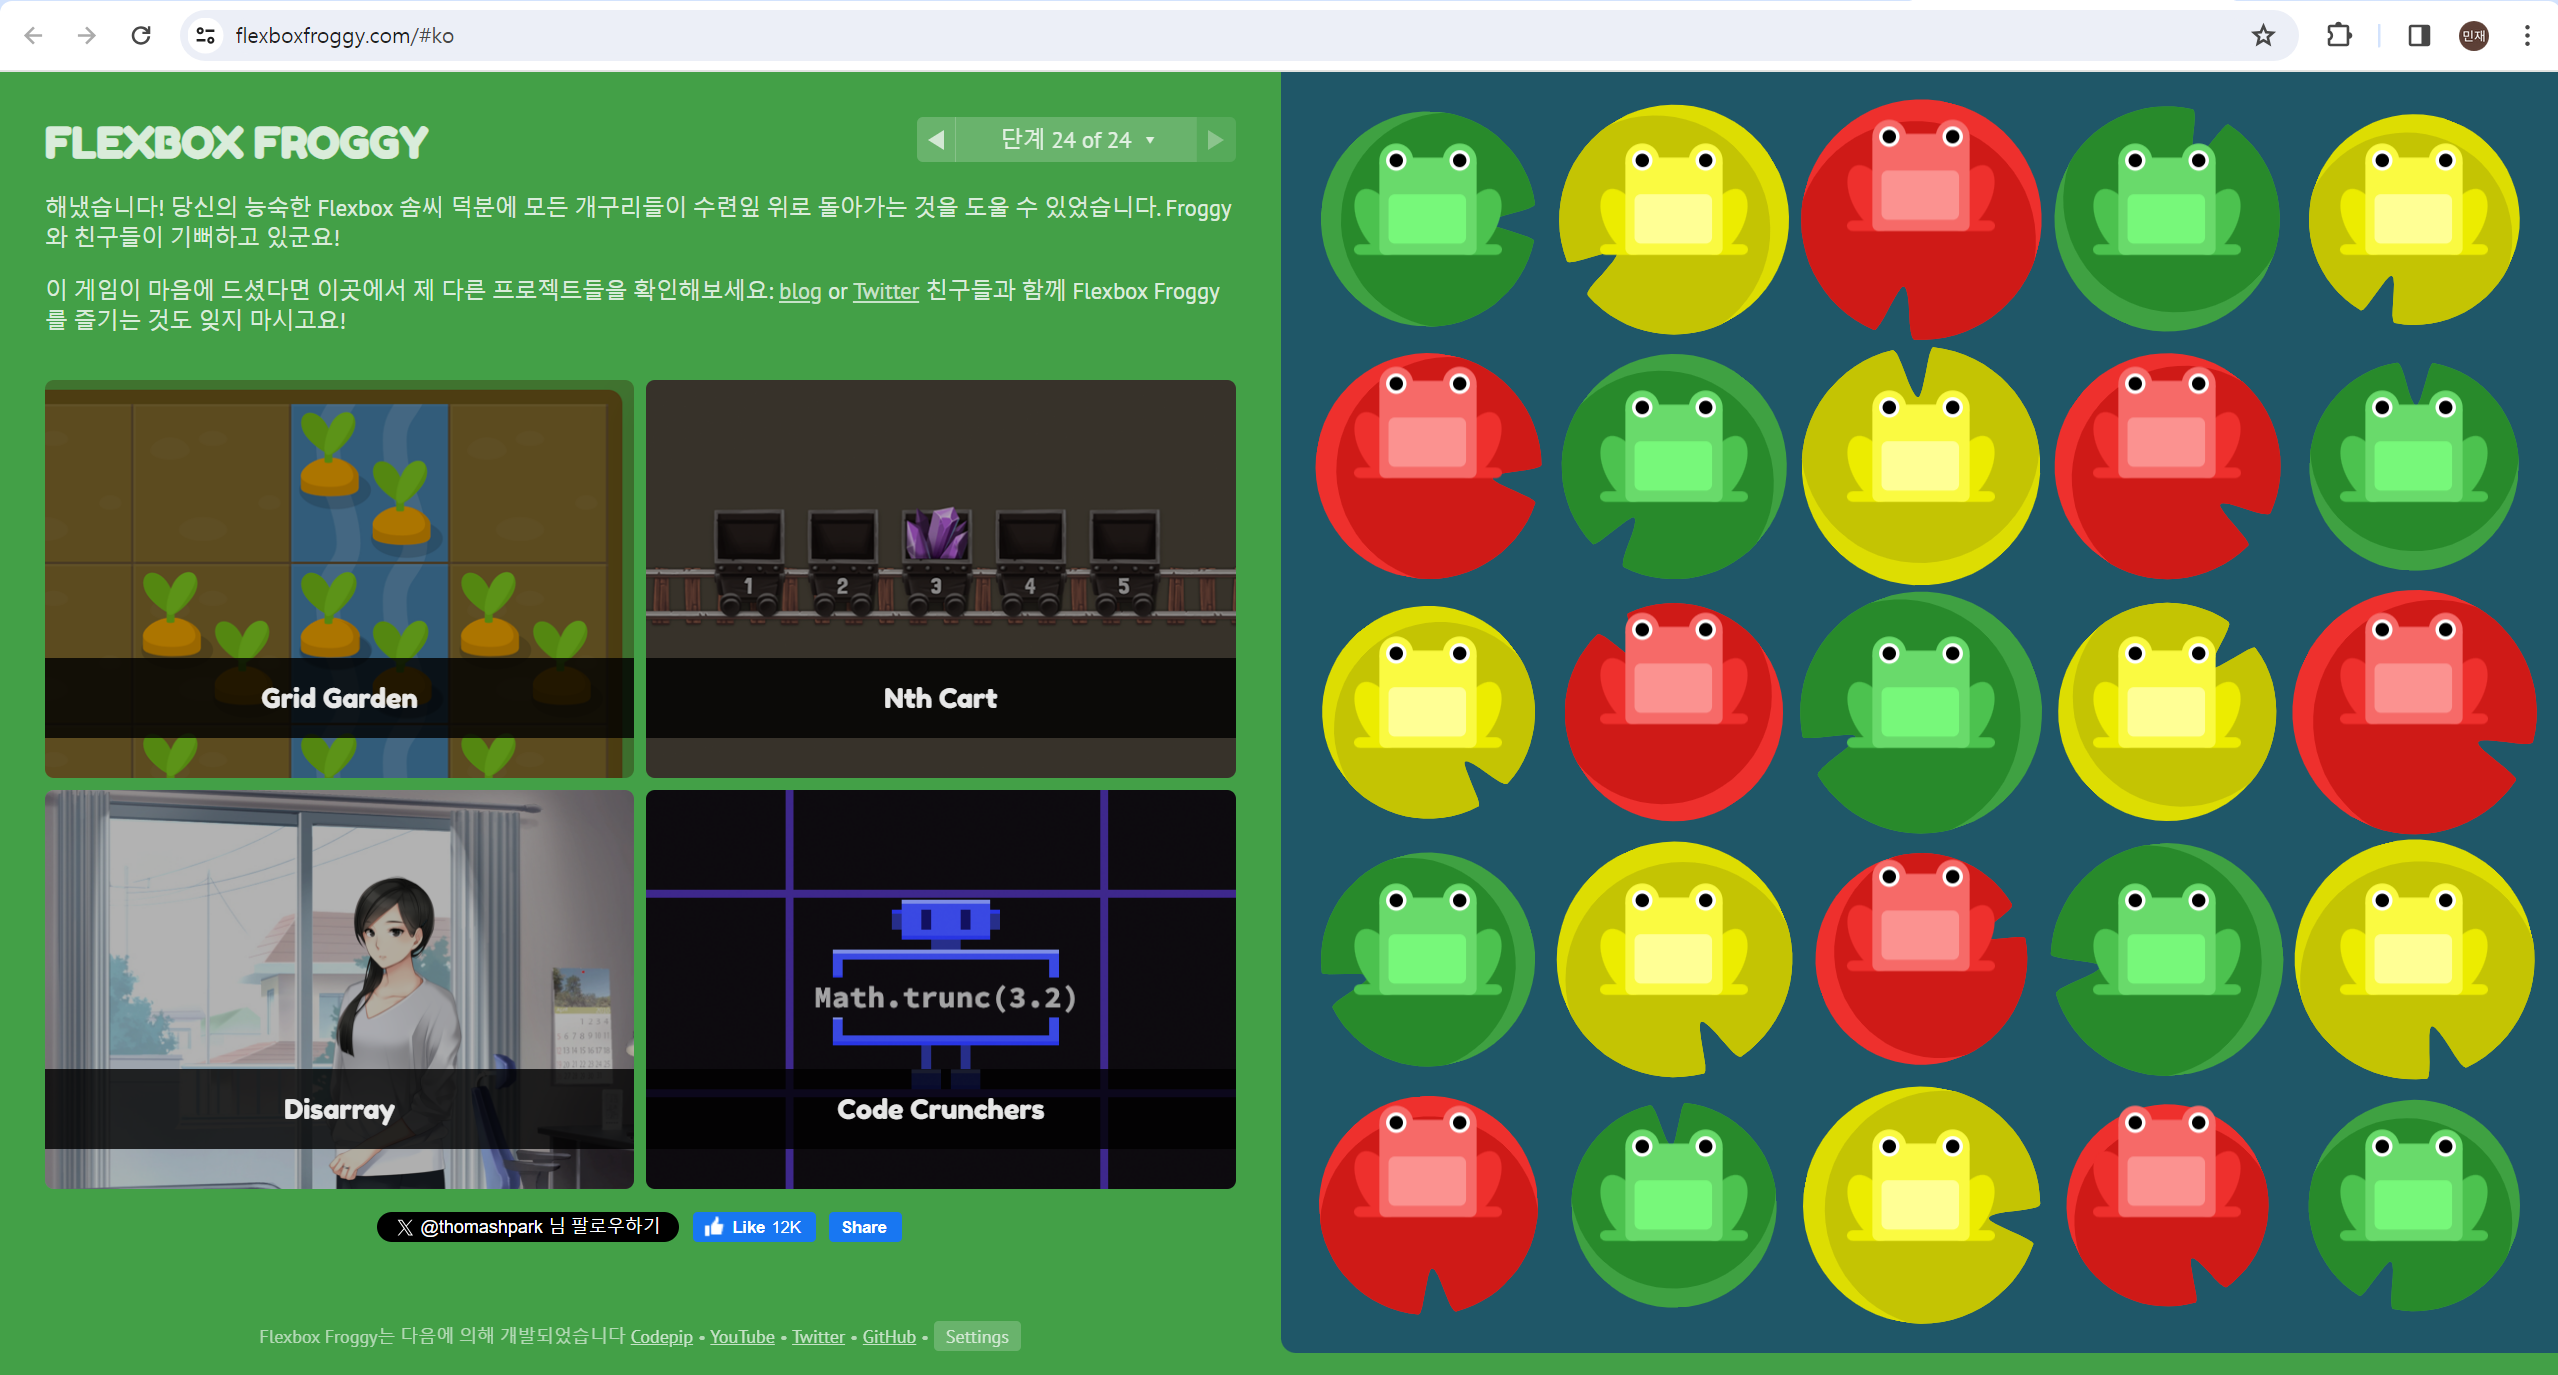 flexboxfroggy.com/#ko
민재
FLEXBOX FROGGY
단계 24 of 24
해냈습니다! 당신의 능숙한 Flexbox 솜씨 덕분에 모든 개구리들이 수련잎 위로 돌아가는 것을 도울 수 있었습니다. Froggy
와 친구들이 기뻐하고 있군요!
이 게임이 마음에 드셨다면 이곳에서 제 다른 프로젝트들을 확인해보세요: blog or Twitter 친구들과 함께 Flexbox Froggy
를 즐기는 것도 잊지 마시고요!
1 2 3 4 5
Grid Garden
Nth Cart
Math.trunc(3.2)
Disarray
Code Crunchers
@thomashpark 님 팔로우하기
Like 12K
Share
Flexbox Froggy는 다음에 의해 개발되었습니다 Codepip • YouTube • Twitter • GitHub • Settings